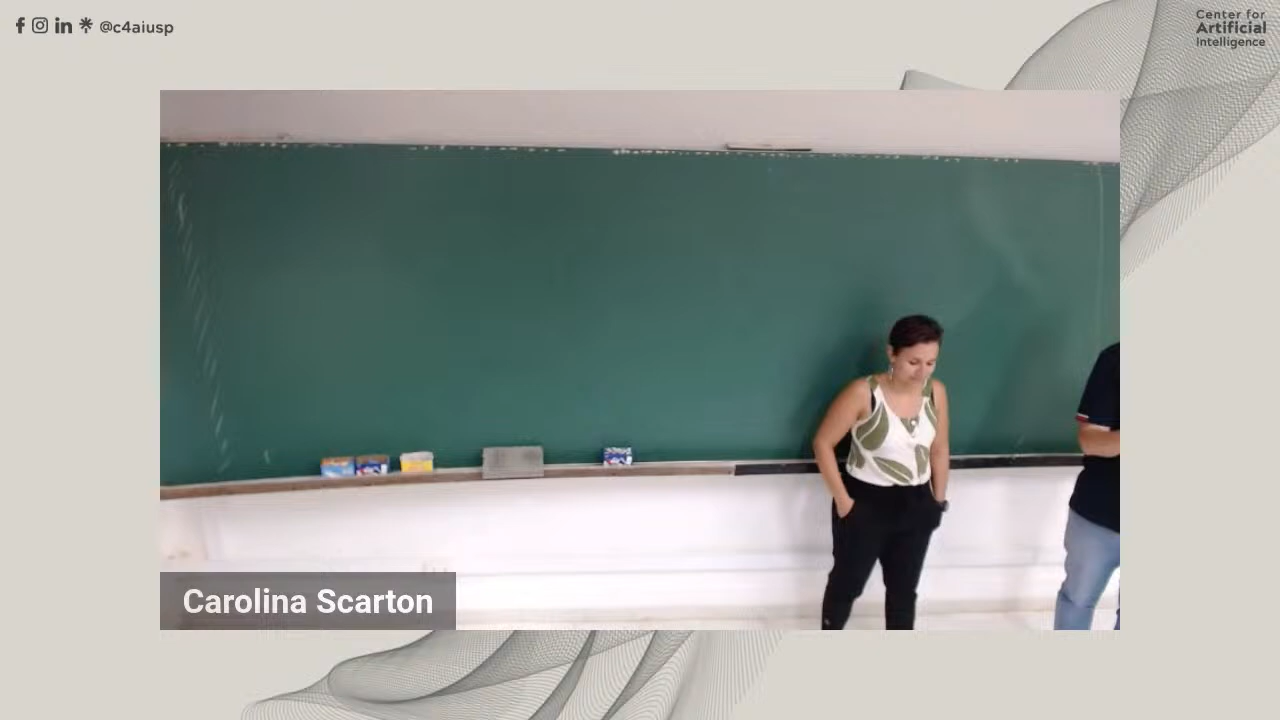 @c4aiusp
Center for
Artificial
Intelligence
Carolina Scarton